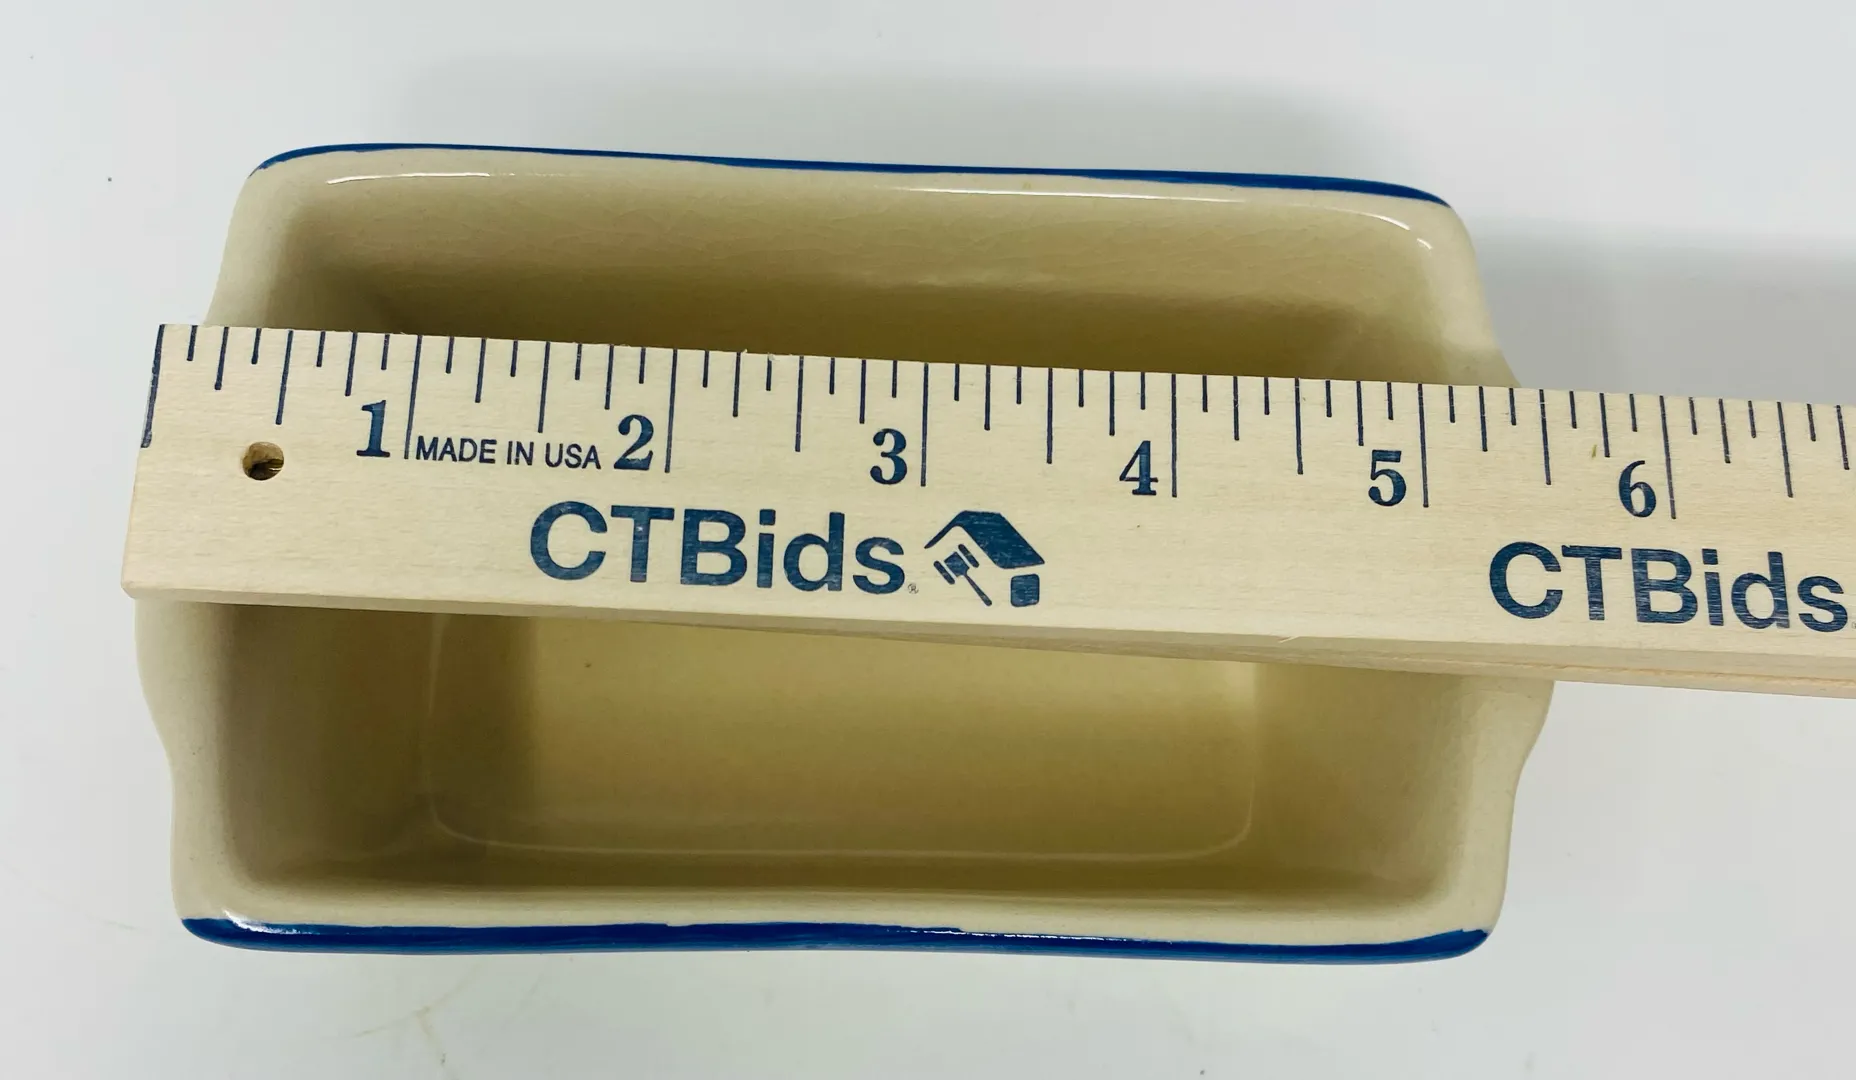 1 MADE IN USA 2 3 4 5 6
CTBids® CTBids